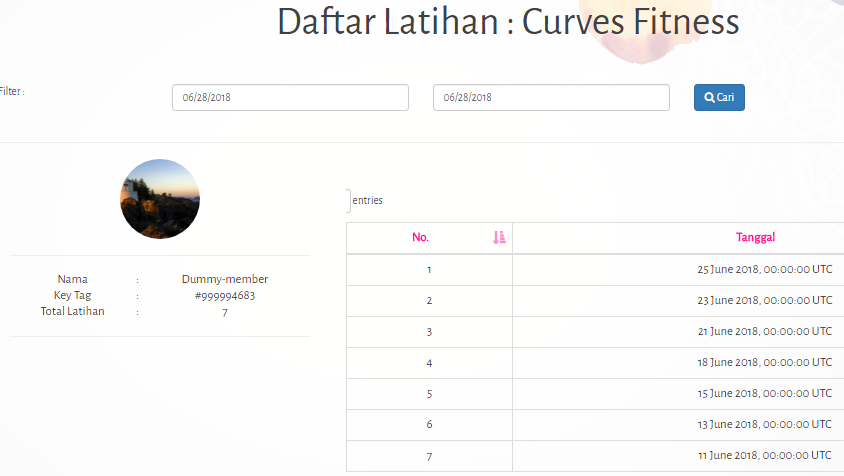 Daftar Latihan : Curves Fitness
Filter :
06/28/2018
06/28/2018
Cari
Nama : Dummy-member
Key Tag : #999994683
Total Latihan : 7
entries
No. Tanggal
1 25 June 2018, 00:00:00 UTC
2 23 June 2018, 00:00:00 UTC
3 21 June 2018, 00:00:00 UTC
4 18 June 2018, 00:00:00 UTC
5 15 June 2018, 00:00:00 UTC
6 13 June 2018, 00:00:00 UTC
7 11 June 2018, 00:00:00 UTC